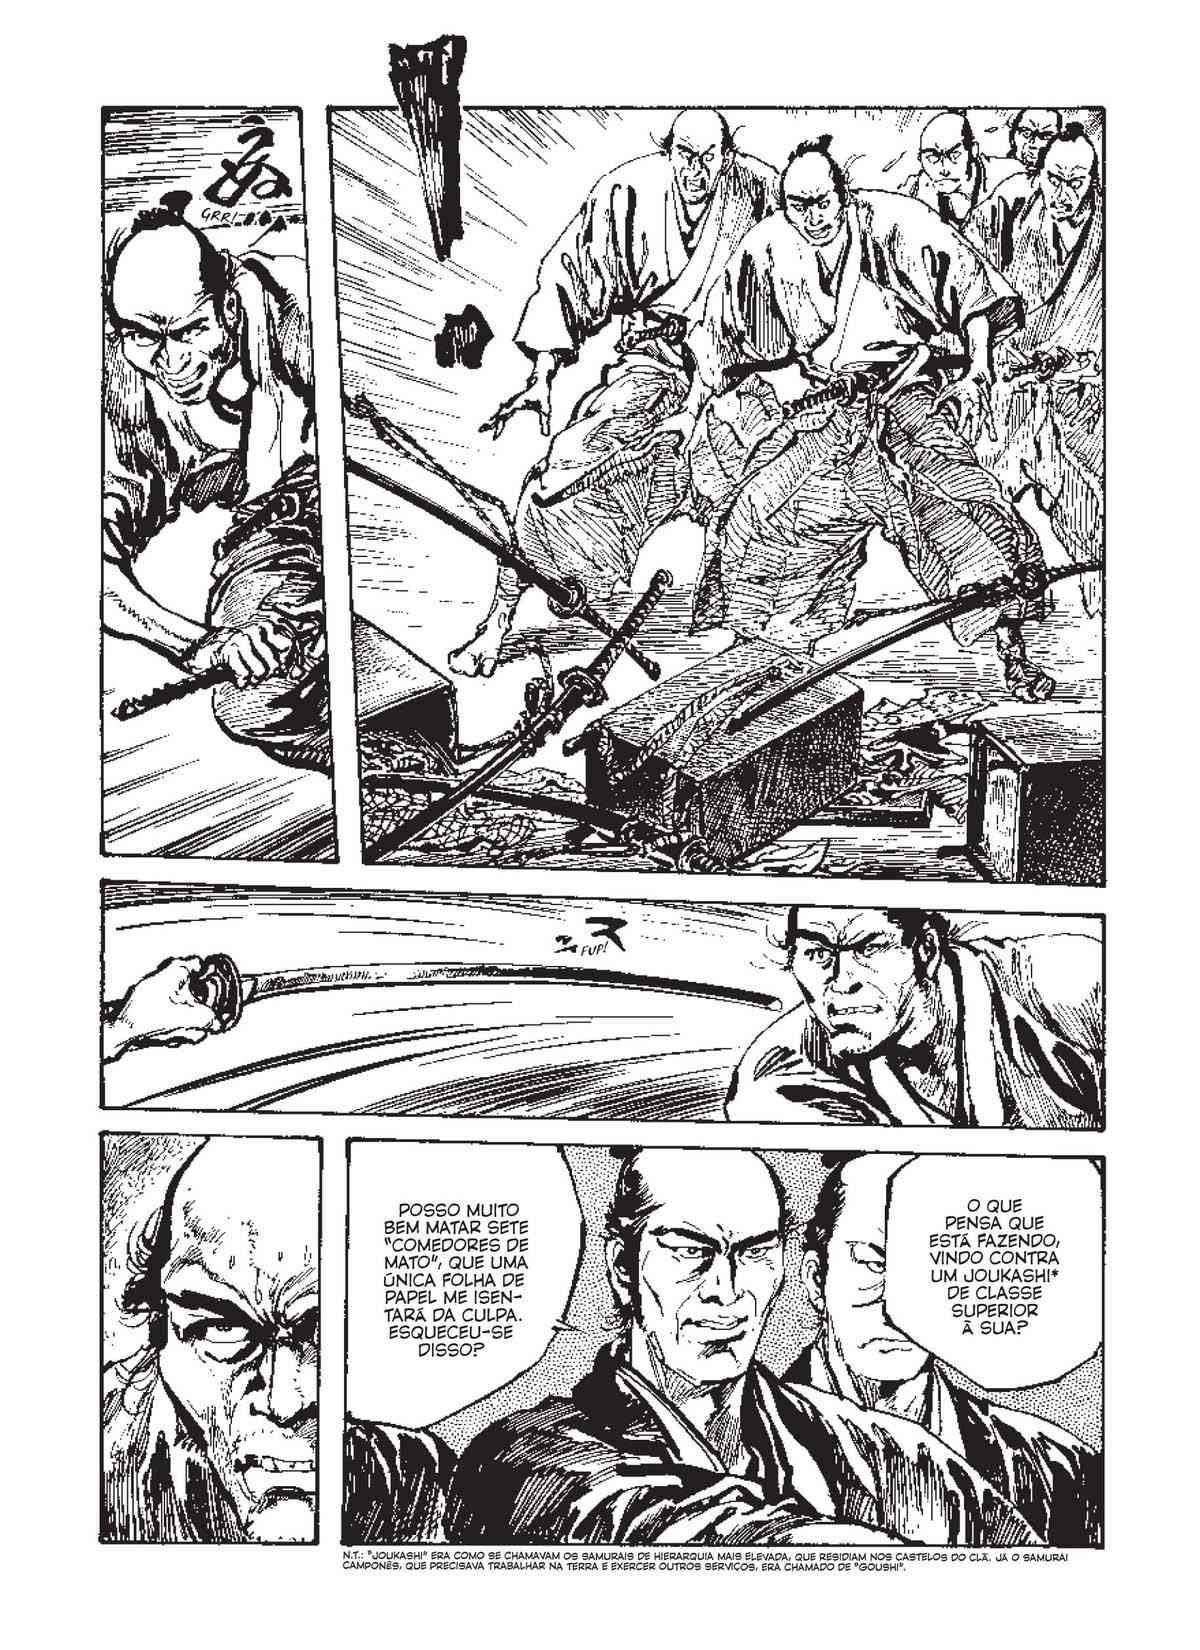 GRR!
FUP!
O QUE
PENSA QUE
ESTÁ FAZENDO,
VINDO CONTRA
UM JOUKASHI*
DE CLASSE
SUPERIOR
À SUA?
POSSO MUITO
BEM MATAR SETE
“COMEDORES DE
MATO”, QUE UMA
ÚNICA FOLHA DE
PAPEL ME ISEN-
TARÁ DA CULPA.
ESQUECEU-SE
DISSO?
N.T.: “JOUKASHI” ERA COMO SE CHAMAVAM OS SAMURAIS DE HIERARQUIA MAIS ELEVADA, QUE RESIDIAM NOS CASTELOS DO CLÃ. JÁ O SAMURAI
CAMPONÊS, QUE PRECISAVA TRABALHAR NA TERRA E EXERCER OUTROS SERVIÇOS, ERA CHAMADO DE “GOUSHI”.